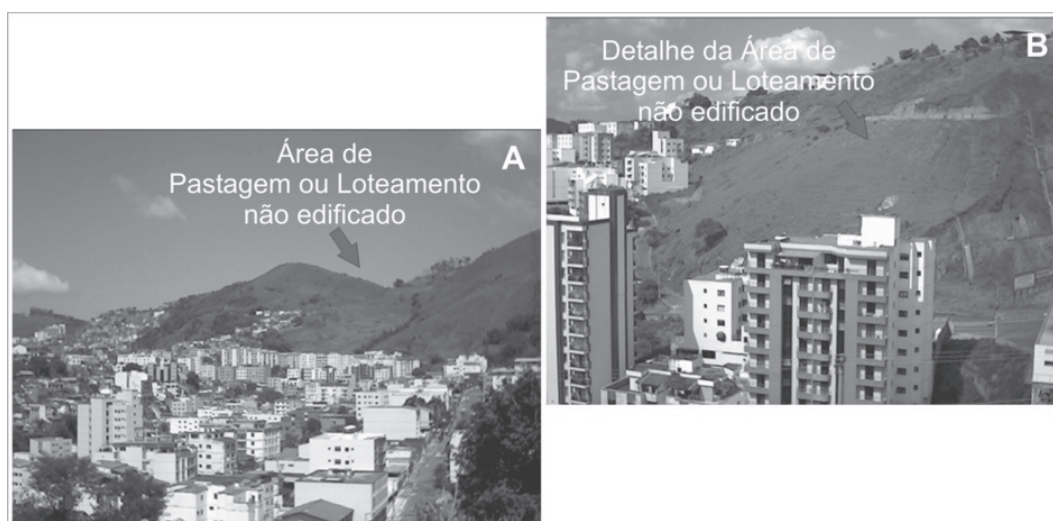 A
Área de
Pastagem ou Loteamento
não edificado
B
Detalhe da Área de
Pastagem ou Loteamento
não edificado